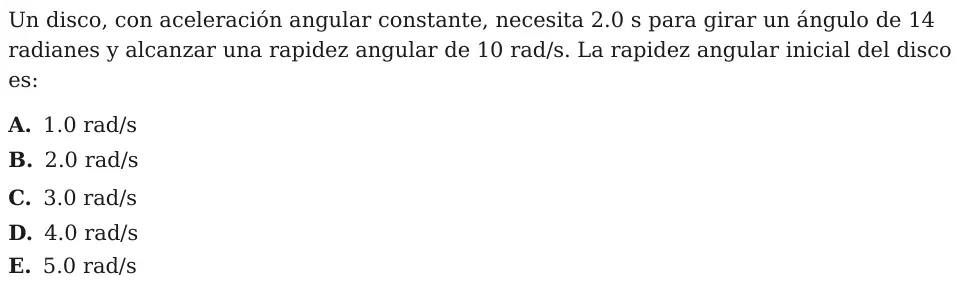 Un disco, con aceleración angular constante, necesita 2.0 s para girar un ángulo de 14
radianes y alcanzar una rapidez angular de 10 rad/s. La rapidez angular inicial del disco
es:
A. 1.0 rad/s
B. 2.0 rad/s
C. 3.0 rad/s
D. 4.0 rad/s
E. 5.0 rad/s